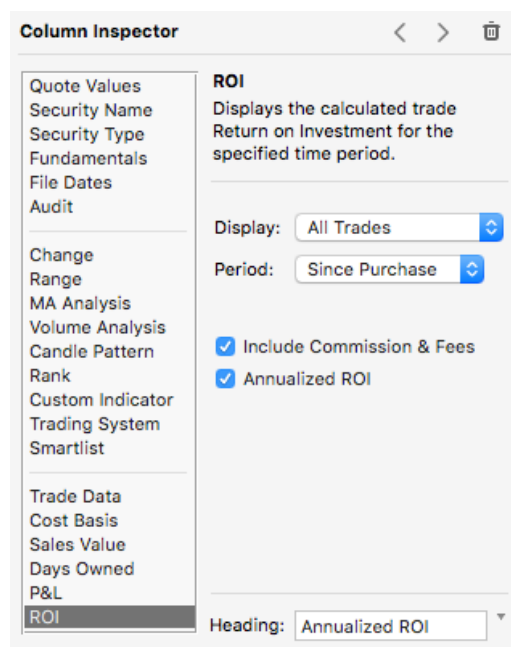 Column Inspector
Quote Values
Security Name
Security Type
Fundamentals
File Dates
Audit
Change
Range
MA Analysis
Volume Analysis
Candle Pattern
Rank
Custom Indicator
Trading System
Smartlist
Trade Data
Cost Basis
Sales Value
Days Owned
P&L
ROI
ROI
Displays the calculated trade
Return on Investment for the
specified time period.
Display: All Trades
Period: Since Purchase
Include Commission & Fees
Annualized ROI
Heading: Annualized ROI